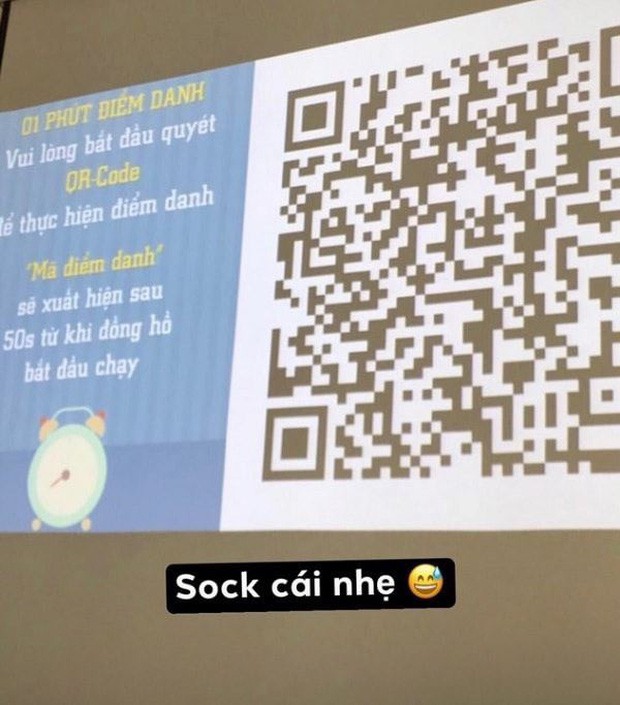 01 PHÚT ĐIỂM DANH
Vui lòng bắt đầu quyét
QR-Code
để thực hiện điểm danh
"Mã điểm danh"
sẽ xuất hiện sau
50s từ khi đồng hồ
bắt đầu chạy
Sock cái nhẹ 😅